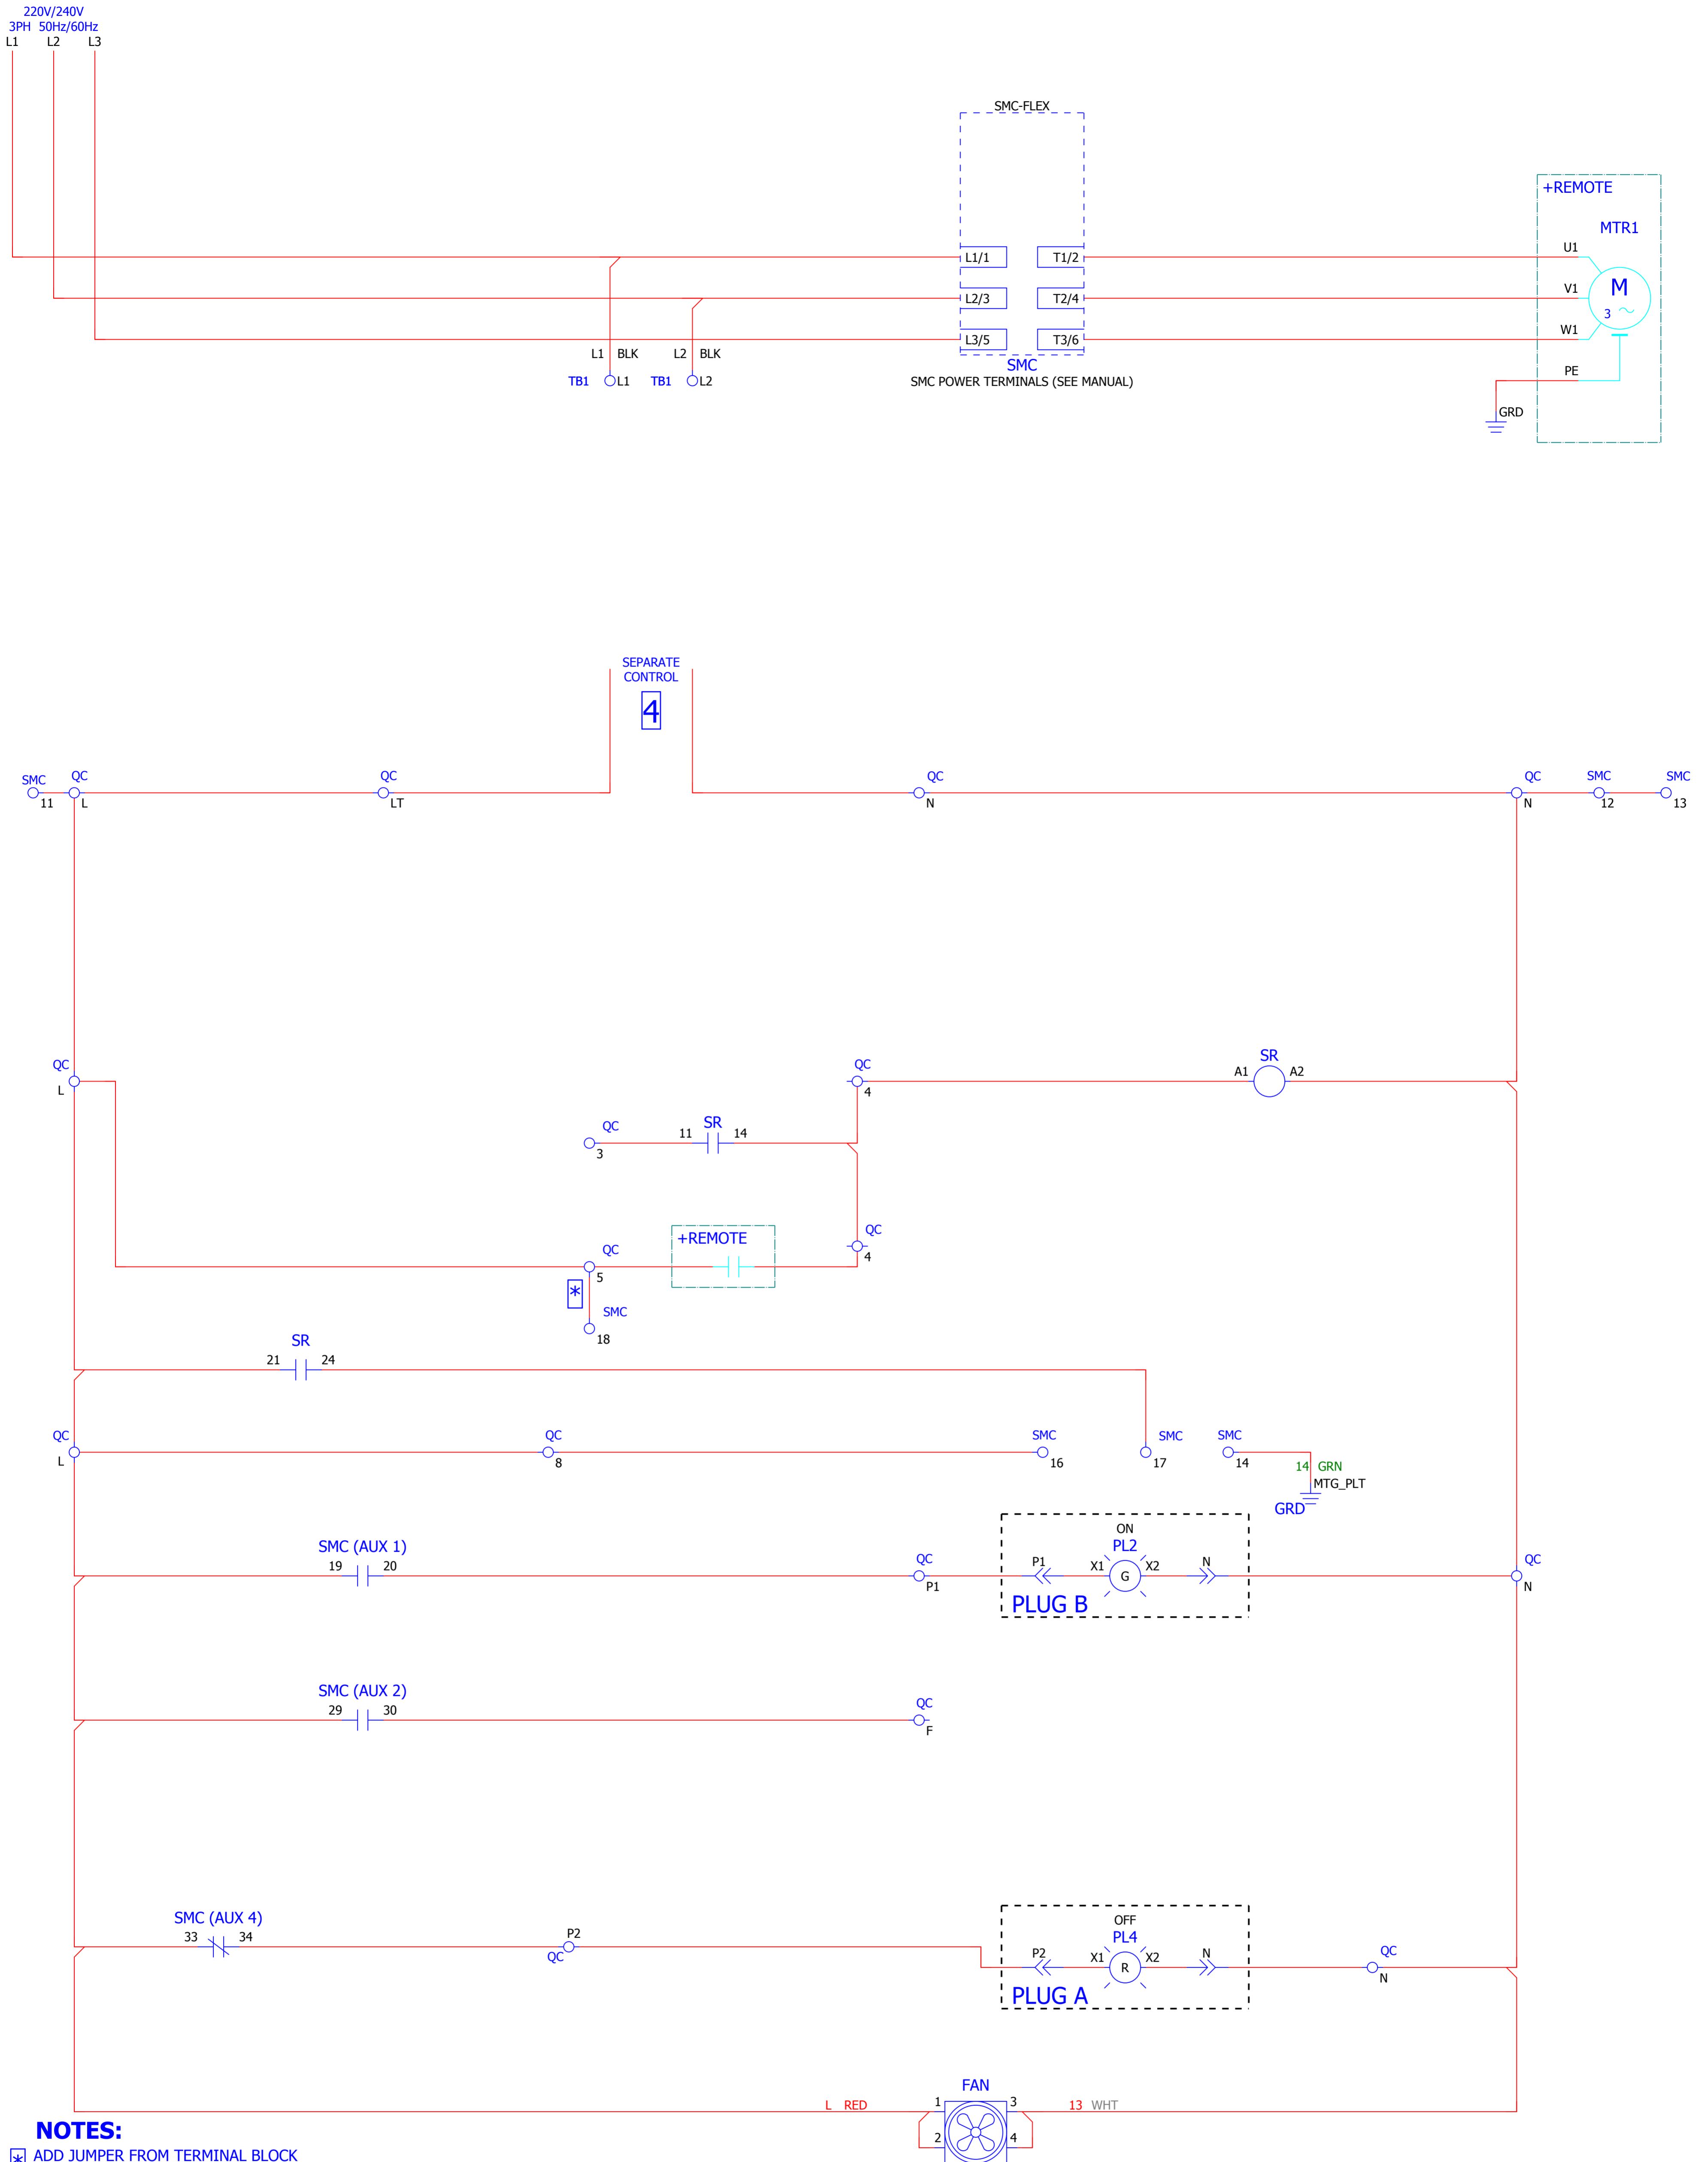 220V/240V
3PH 50Hz/60Hz
L1 L2 L3
SMC-FLEX
+REMOTE
MTR1
L1/1 T1/2 U1
M
3
L2/3 T2/4 V1
L3/5 T3/6 W1
L1 BLK L2 BLK
SMC
TB1 L1 TB1 L2
SMC POWER TERMINALS (SEE MANUAL)
PE
GRD
SEPARATE
CONTROL
4
SMC QC QC QC QC SMC SMC
11 L LT N N 12 13
QC QC SR
L 4 A1 A2
QC SR
3 11 14
QC +REMOTE QC
5 4
*
SMC
18
SR
21 24
QC QC SMC SMC SMC
L 8 16 17 14
14 GRN
MTG_PLT
GRD
SMC (AUX 1)
19 20
QC
P1
ON
PL2
P1 X1 G X2 N
PLUG B
QC
N
SMC (AUX 2)
29 30
QC
F
SMC (AUX 4)
33 34
P2
QC
OFF
PL4
P2 X1 R X2 N
PLUG A
QC
N
FAN
L RED 1 3 13 WHT
2 4
NOTES:
* ADD JUMPER FROM TERMINAL BLOCK